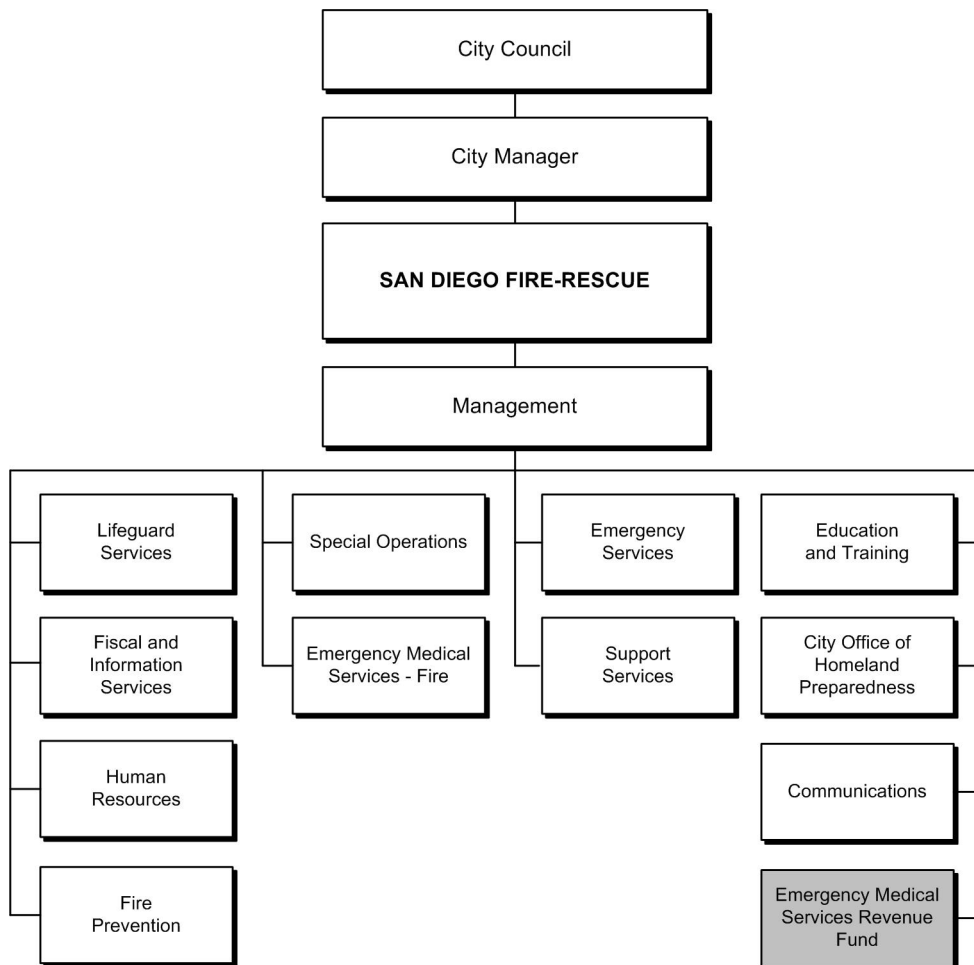 City Council
City Manager
SAN DIEGO FIRE-RESCUE
Management
Lifeguard
Services
Special Operations
Emergency
Services
Education
and Training
Fiscal and
Information
Services
Emergency Medical
Services - Fire
Support
Services
City Office of
Homeland
Preparedness
Human
Resources
Communications
Fire
Prevention
Emergency Medical
Services Revenue
Fund